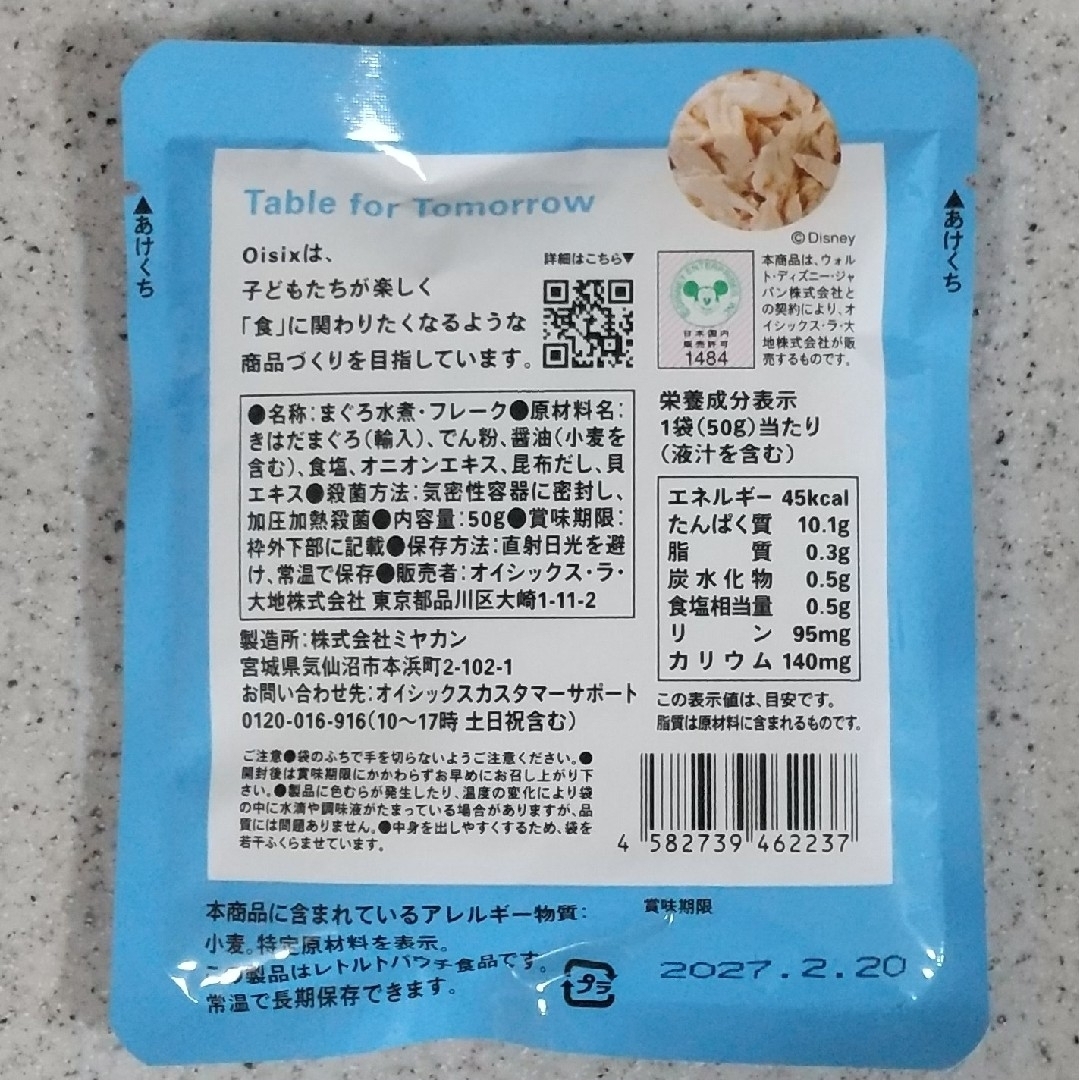 Table for Tomorrow
Oisixは、
子どもたちが楽しく
「食」に関わりたくなるような
商品づくりを目指しています。
詳細はこちら▼
©Disney
日本国内
販売許可
1484
本商品は、ウォル
ト・ディズニー・ジャ
パン株式会社と
の契約により、オ
イシックス・ラ・大
地株式会社が販
売するものです。
▲あけくち
▲あけくち
●名称:まぐろ水煮・フレーク●原材料名:
きはだまぐろ(輸入)、でん粉、醤油(小麦を
含む)、食塩、オニオンエキス、昆布だし、貝
エキス●殺菌方法:気密性容器に密封し、
加圧加熱殺菌●内容量:50g●賞味期限:
枠外下部に記載●保存方法:直射日光を避
け、常温で保存●販売者:オイシックス・ラ・
大地株式会社 東京都品川区大崎1-11-2
製造所:株式会社ミヤカン
宮城県気仙沼市本浜町2-102-1
お問い合わせ先:オイシックスカスタマーサポート
0120-016-916(10〜17時 土日祝含む)
栄養成分表示
1袋(50g)当たり
(液汁を含む)
エネルギー 45kcal
たんぱく質 10.1g
脂質 0.3g
炭水化物 0.5g
食塩相当量 0.5g
リン 95mg
カリウム 140mg
この表示値は、目安です。
脂質は原材料に含まれるものです。
ご注意●袋のふちで手を切らないようご注意ください。●
開封後は賞味期限にかかわらずお早めにお召し上がり下
さい。●製品に色むらが発生したり、温度の変化により袋
の中に水滴や調味液がたまっている場合がありますが、品
質には問題ありません。●中身を出しやすくするため、袋を
若干ふくらませています。
4 582739 462237
本商品に含まれているアレルギー物質:
小麦。特定原材料を表示。
この製品はレトルトパウチ食品です。
常温で長期保存できます。
プラ
賞味期限
2027.2.20